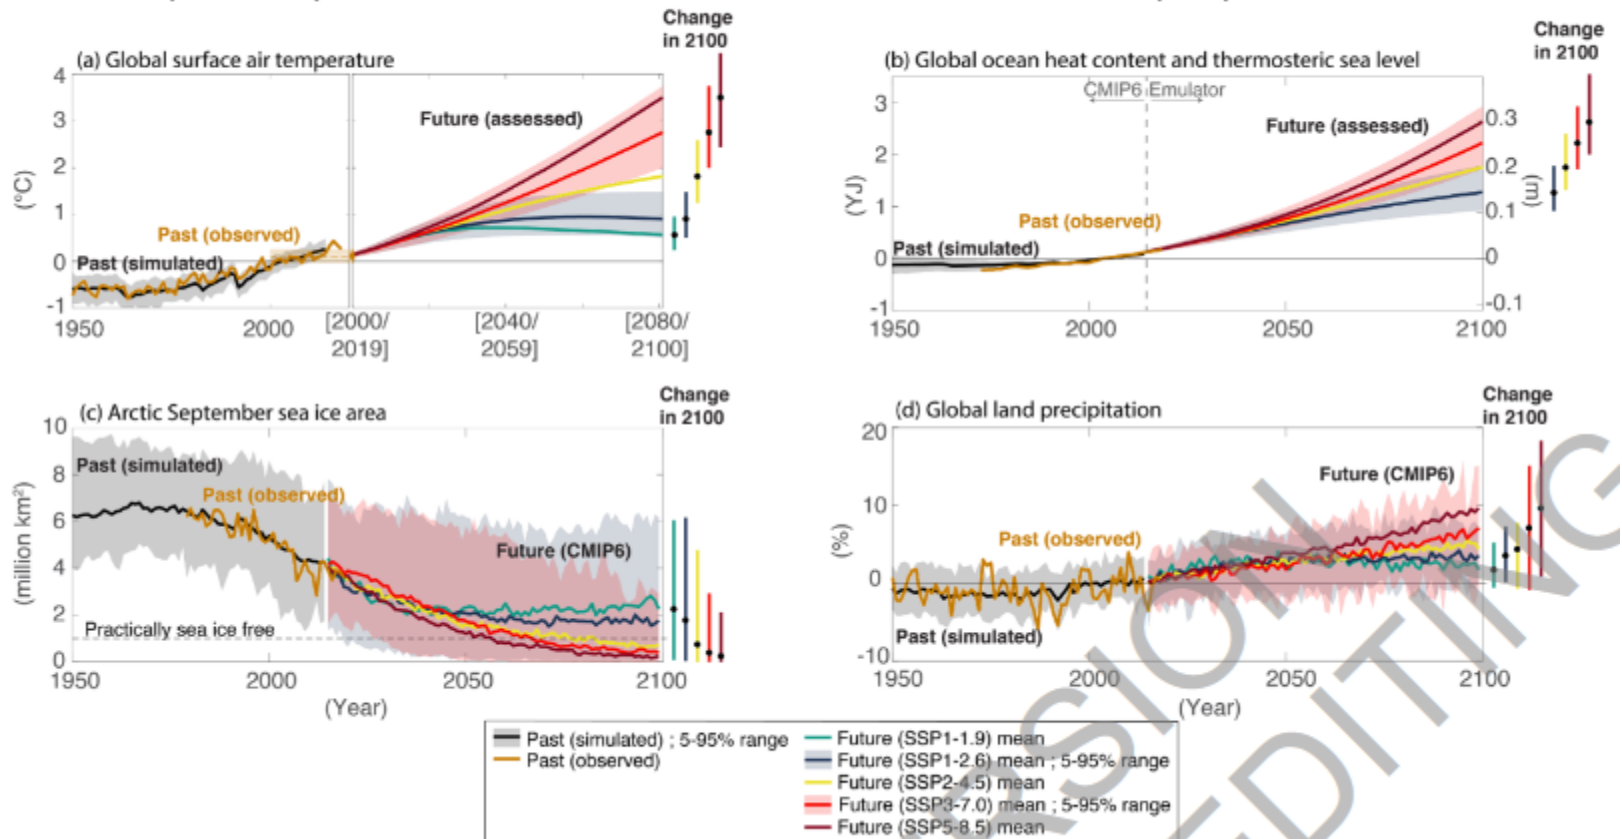 Change
in 2100
(a) Global surface air temperature
4
3
2
1
0
-1
(°C)
Future (assessed)
Past (observed)
Past (simulated)
1950
2000
[2000/
2019]
[2040/
2059]
[2080/
2100]
Change
in 2100
(b) Global ocean heat content and thermosteric sea level
CMIP6 Emulator
3
2
1
0
-1
(YJ)
Future (assessed)
Past (observed)
Past (simulated)
0.3
0.2
0.1
0
-0.1
(m)
1950
2000
2050
2100
Change
in 2100
(c) Arctic September sea ice area
10
8
6
4
2
0
(million km²)
Past (simulated)
Past (observed)
Future (CMIP6)
Practically sea ice free
1950
2000
2050
2100
(Year)
Change
in 2100
(d) Global land precipitation
20
10
0
-10
(%)
Future (CMIP6)
Past (observed)
Past (simulated)
1950
2000
2050
2100
(Year)
Past (simulated) ; 5-95% range
Past (observed)
Future (SSP1-1.9) mean
Future (SSP1-2.6) mean ; 5-95% range
Future (SSP2-4.5) mean
Future (SSP3-7.0) mean ; 5-95% range
Future (SSP5-8.5) mean